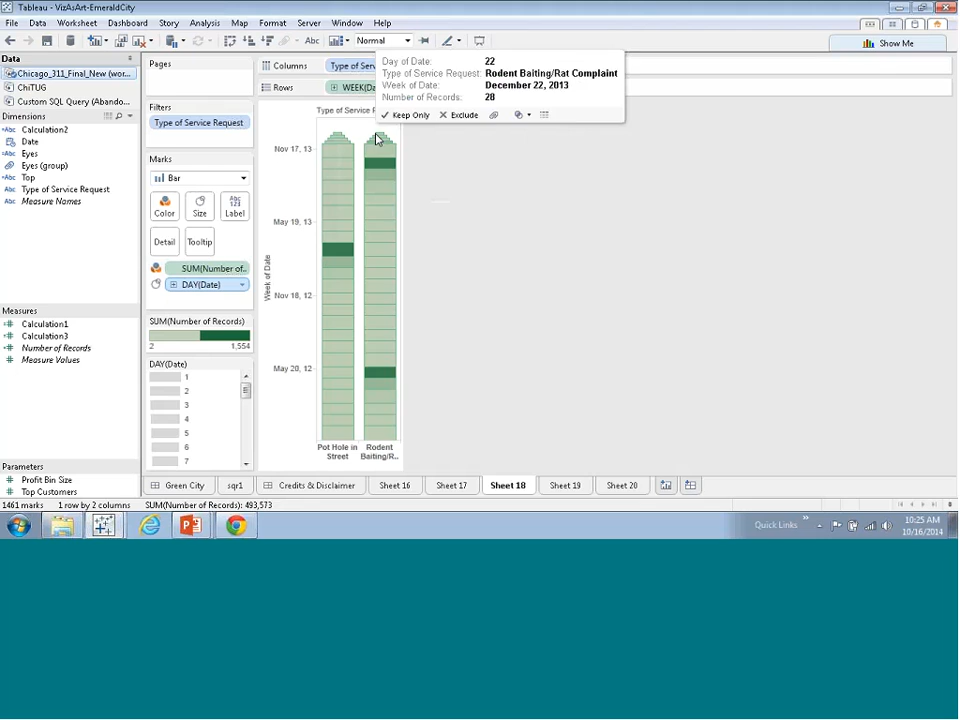 Tableau - VizAsArt-EmeraldCity
File Data Worksheet Dashboard Story Analysis Map Format Server Window Help
Abc Normal
Show Me
Data
Chicago_311_Final_New (wor...
ChiTUG
Custom SQL Query (Abando...
Dimensions
Abc Calculation2
Date
Abc Eyes
Eyes (group)
Abc Top
Abc Type of Service Request
Abc Measure Names
Measures
Calculation1
Calculation3
Number of Records
Measure Values
Parameters
Profit Bin Size
Top Customers
Pages
Filters
Type of Service Request
Marks
Bar
Color Size Abc 123 Label
Detail Tooltip
SUM(Number of..
DAY(Date)
SUM(Number of Records)
2 1,554
DAY(Date)
1
2
3
4
5
6
7
Columns Type of Serv
Rows WEEK(Da
Day of Date: 22
Type of Service Request: Rodent Baiting/Rat Complaint
Week of Date: December 22, 2013
Number of Records: 28
Keep Only Exclude
Type of Service R
Week of Date
Nov 17, 13
May 19, 13
Nov 18, 12
May 20, 12
Pot Hole in Street
Rodent Baiting/R..
Green City sqr1 Credits & Disclaimer Sheet 16 Sheet 17 Sheet 18 Sheet 19 Sheet 20
1461 marks 1 row by 2 columns SUM(Number of Records): 493,573
Quick Links
10:25 AM
10/16/2014